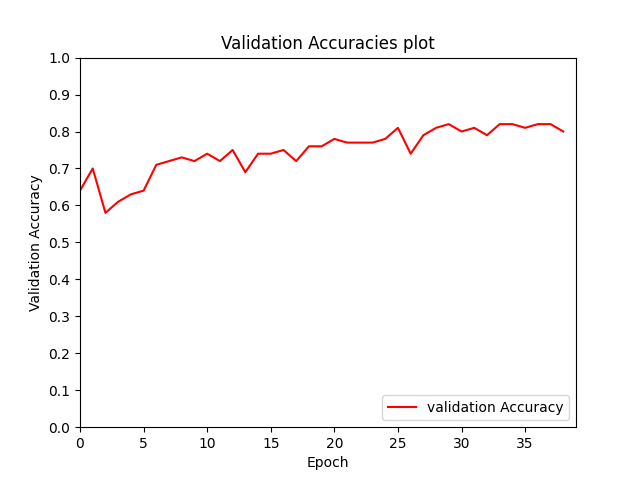 Validation Accuracies plot
1.0
0.9
0.8
0.7
0.6
0.5
0.4
0.3
0.2
0.1
0.0
Validation Accuracy
validation Accuracy
0 5 10 15 20 25 30 35
Epoch